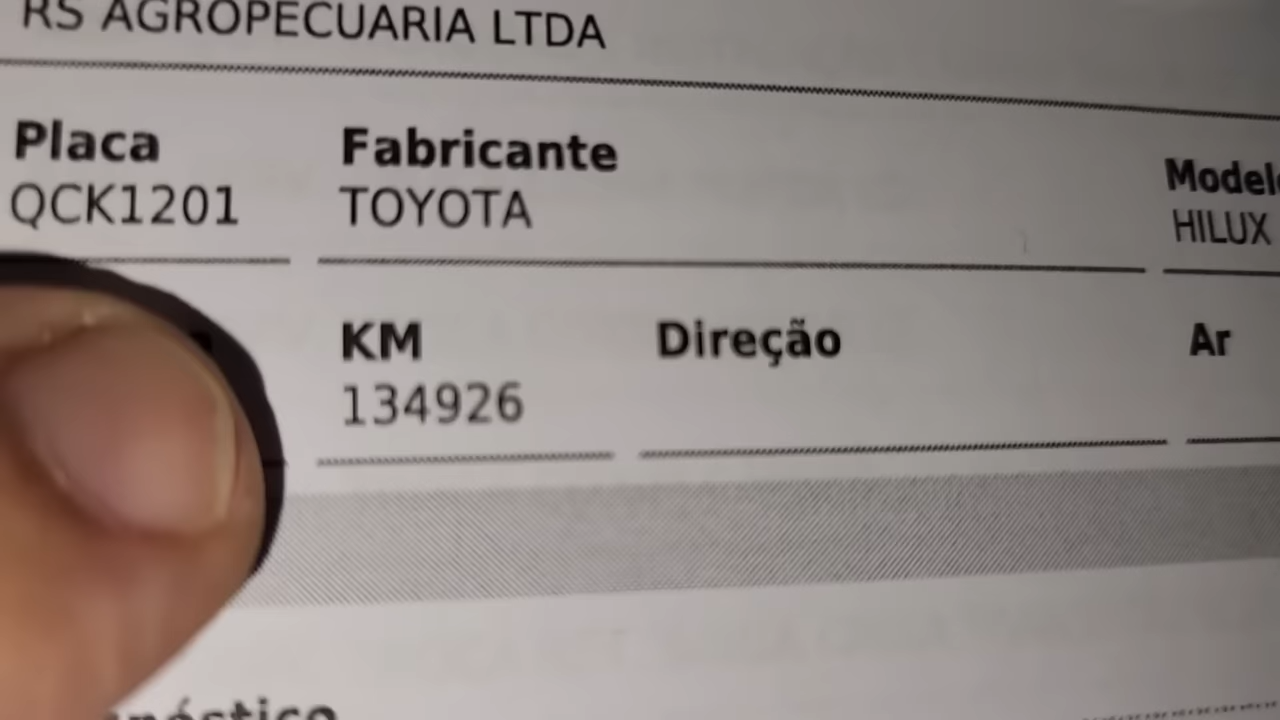 RS AGROPECUARIA LTDA
Placa Fabricante
QCK1201 TOYOTA HILUX
KM Direção Ar
134926